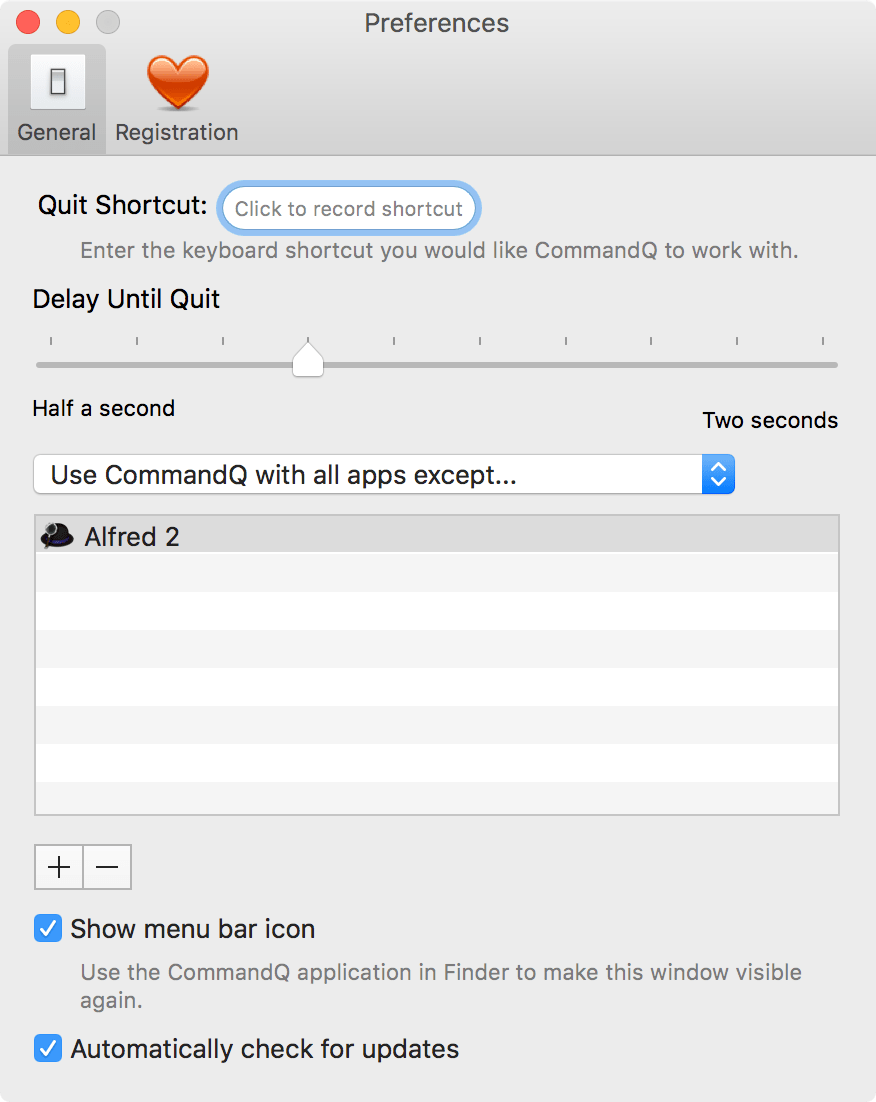 Preferences
General
Registration
Quit Shortcut:
Click to record shortcut
Enter the keyboard shortcut you would like CommandQ to work with.
Delay Until Quit
Half a second
Two seconds
Use CommandQ with all apps except...
Alfred 2
Show menu bar icon
Use the CommandQ application in Finder to make this window visible
again.
Automatically check for updates